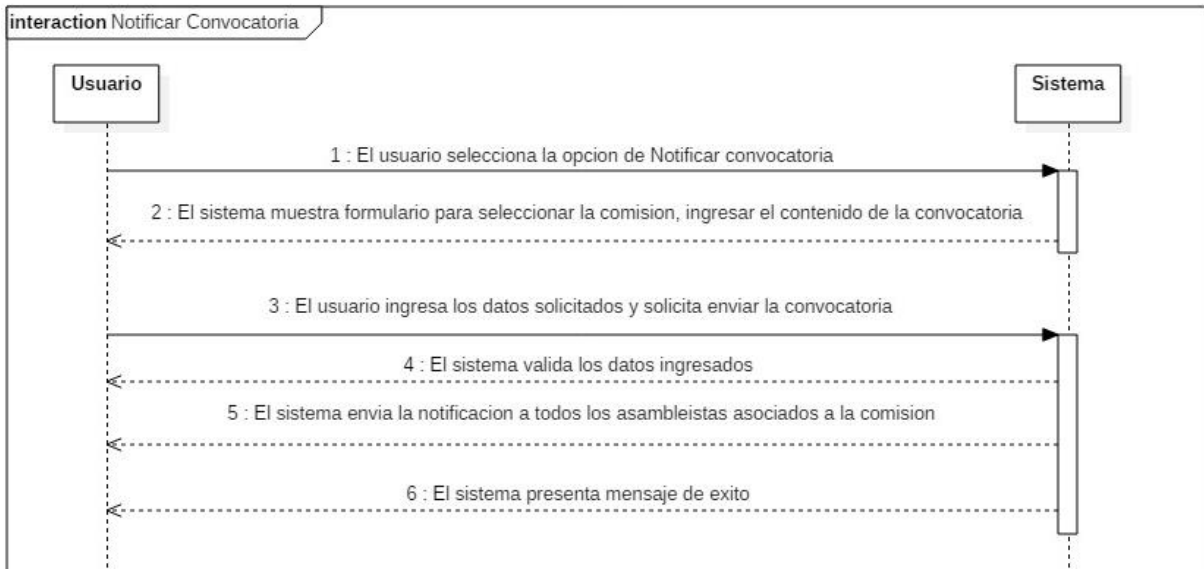 interaction Notificar Convocatoria
Usuario
Sistema
1 : El usuario selecciona la opcion de Notificar convocatoria
2 : El sistema muestra formulario para seleccionar la comision, ingresar el contenido de la convocatoria
3 : El usuario ingresa los datos solicitados y solicita enviar la convocatoria
4 : El sistema valida los datos ingresados
5 : El sistema envia la notificacion a todos los asambleistas asociados a la comision
6 : El sistema presenta mensaje de exito